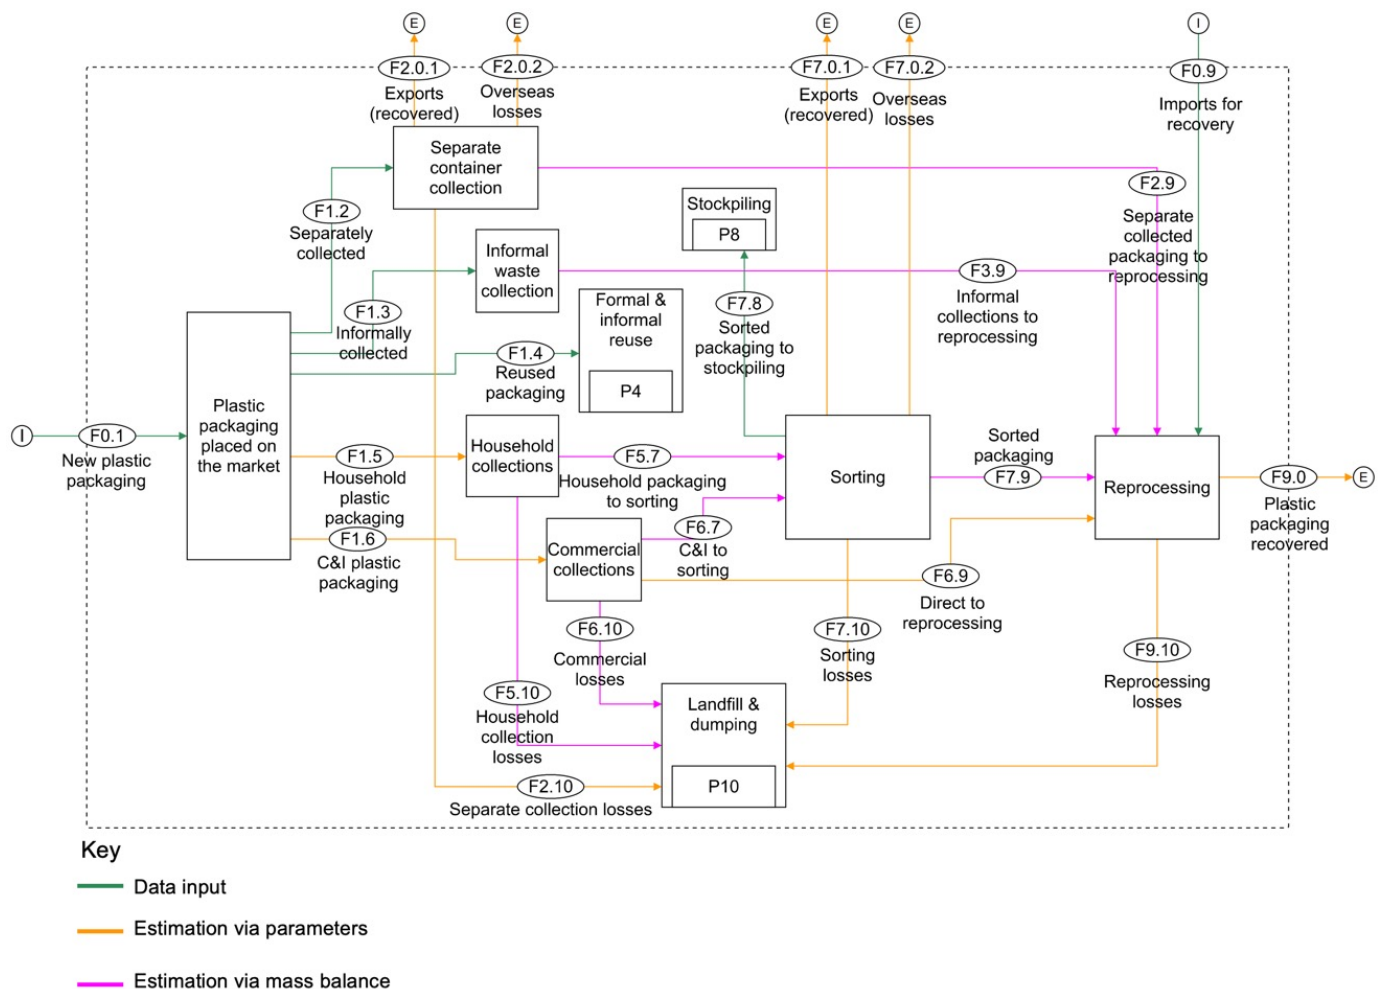 E
E
E
E
I
F2.0.1
F2.0.2
F7.0.1
F7.0.2
F0.9
Exports
(recovered)
Overseas
losses
Exports
(recovered)
Overseas
losses
Imports for
recovery
Separate
container
collection
F2.9
Separate
collected
packaging to
reprocessing
F1.2
Separately
collected
Stockpiling
P8
Informal
waste
collection
F3.9
Informal
collections to
reprocessing
F1.3
Informally
collected
Formal &
informal
reuse
P4
F7.8
Sorted
packaging to
stockpiling
F1.4
Reused
packaging
Plastic
packaging
placed on
the market
I
F0.1
New plastic
packaging
F1.5
Household
plastic
packaging
Household
collections
F5.7
Household packaging
to sorting
Sorting
Sorted
packaging
F7.9
Reprocessing
F9.0
E
Plastic
packaging
recovered
F1.6
C&I plastic
packaging
Commercial
collections
F6.7
C&I to
sorting
F6.9
Direct to
reprocessing
F6.10
Commercial
losses
F7.10
Sorting
losses
F9.10
Reprocessing
losses
F5.10
Household
collection
losses
Landfill &
dumping
P10
F2.10
Separate collection losses
Key
Data input
Estimation via parameters
Estimation via mass balance